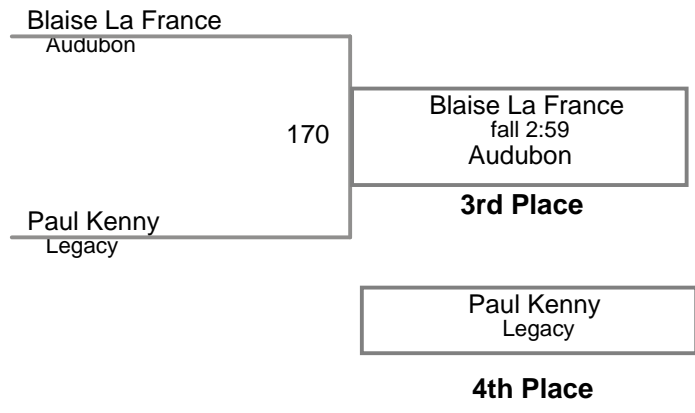 Blaise La France
Audubon
170
Blaise La France
fall 2:59
Audubon
3rd Place
Paul Kenny
Legacy
Paul Kenny
Legacy
4th Place